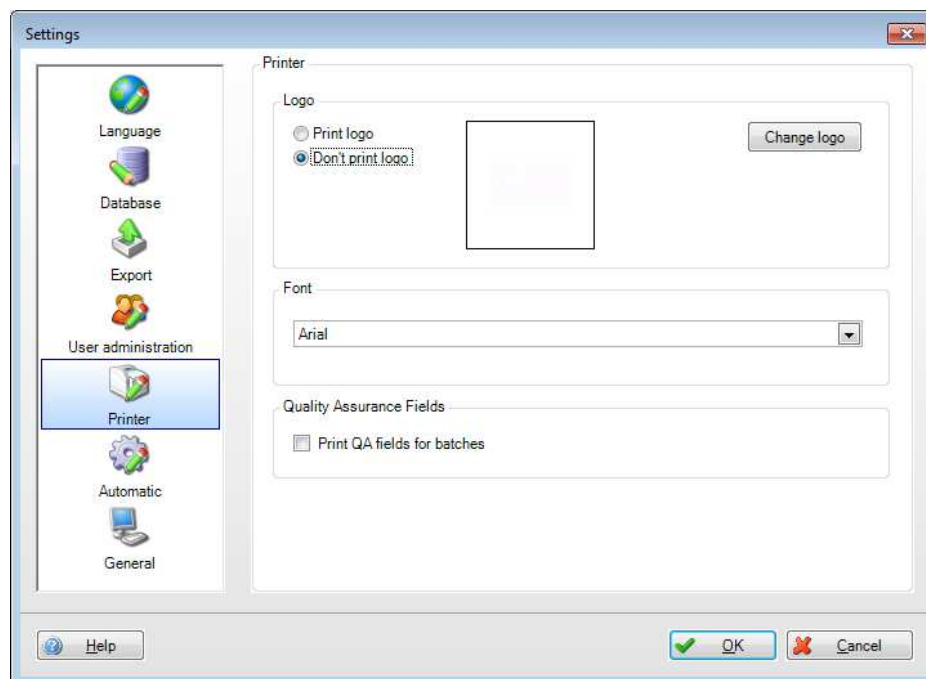 Settings
Language
Database
Export
User administration
Printer
Automatic
General
Printer
Logo
Print logo
Don't print logo
Change logo
Font
Arial
Quality Assurance Fields
Print QA fields for batches
Help
OK
Cancel